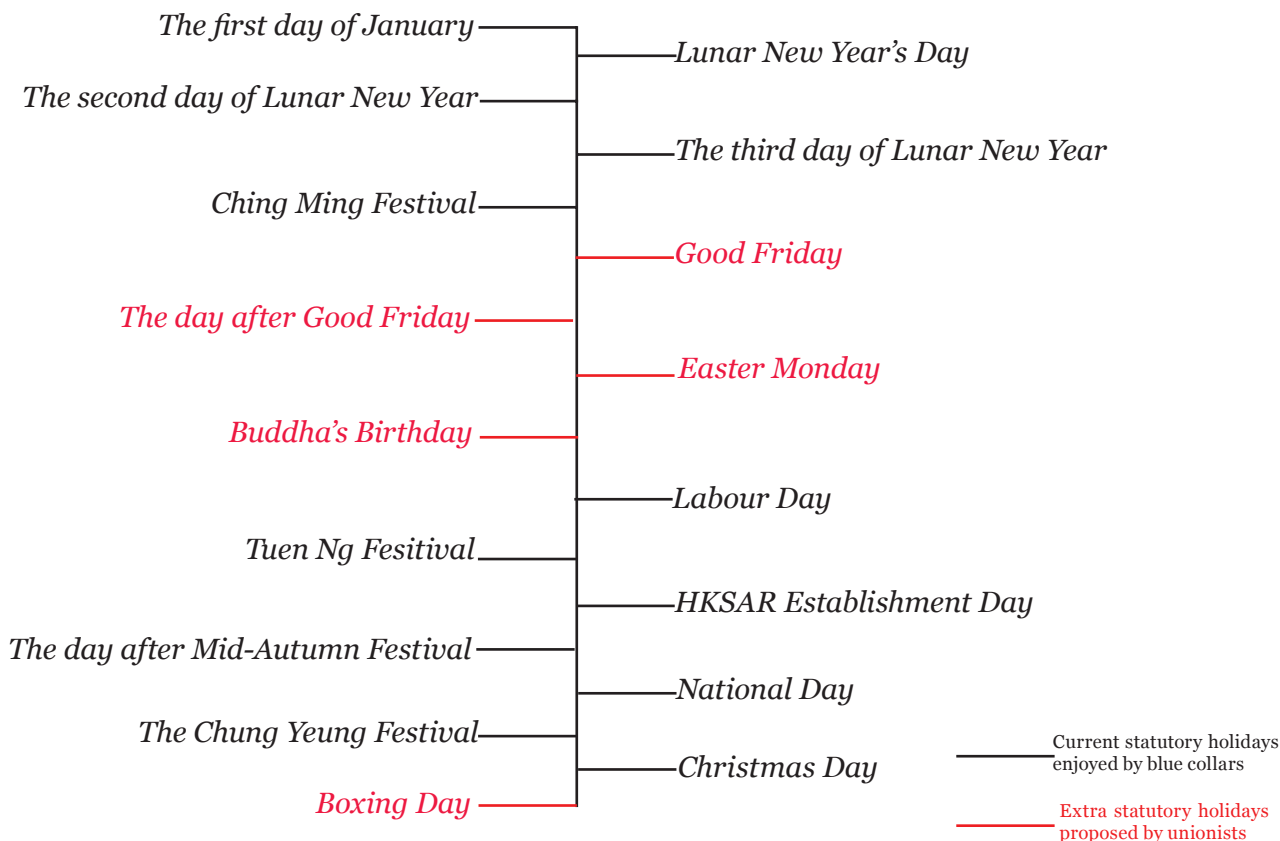 The first day of January
Lunar New Year’s Day
The second day of Lunar New Year
The third day of Lunar New Year
Ching Ming Festival
Good Friday
The day after Good Friday
Easter Monday
Buddha’s Birthday
Labour Day
Tuen Ng Fesitival
HKSAR Establishment Day
The day after Mid-Autumn Festival
National Day
The Chung Yeung Festival
Christmas Day
Boxing Day
Current statutory holidays
enjoyed by blue collars
Extra statutory holidays
proposed by unionists